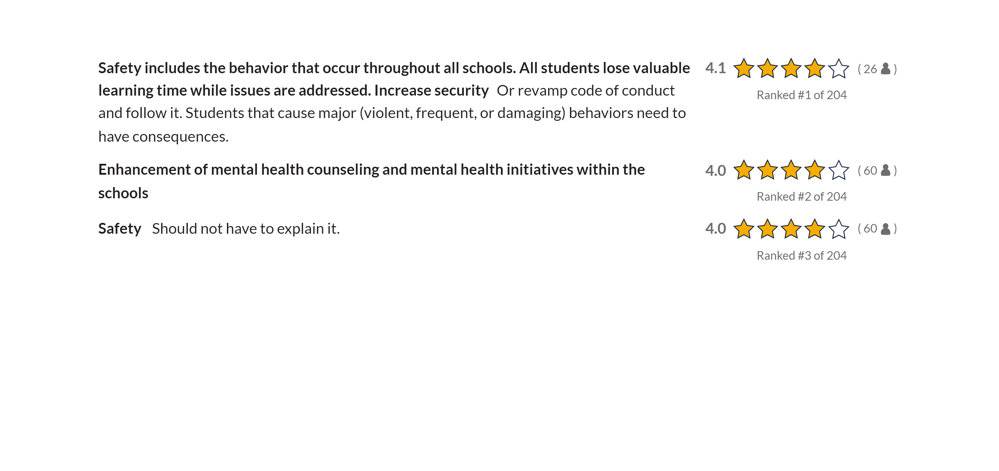 Safety includes the behavior that occur throughout all schools. All students lose valuable
learning time while issues are addressed. Increase security Or revamp code of conduct
and follow it. Students that cause major (violent, frequent, or damaging) behaviors need to
have consequences.
4.1 ( 26 )
Ranked #1 of 204
Enhancement of mental health counseling and mental health initiatives within the
schools
4.0 ( 60 )
Ranked #2 of 204
Safety Should not have to explain it.
4.0 ( 60 )
Ranked #3 of 204